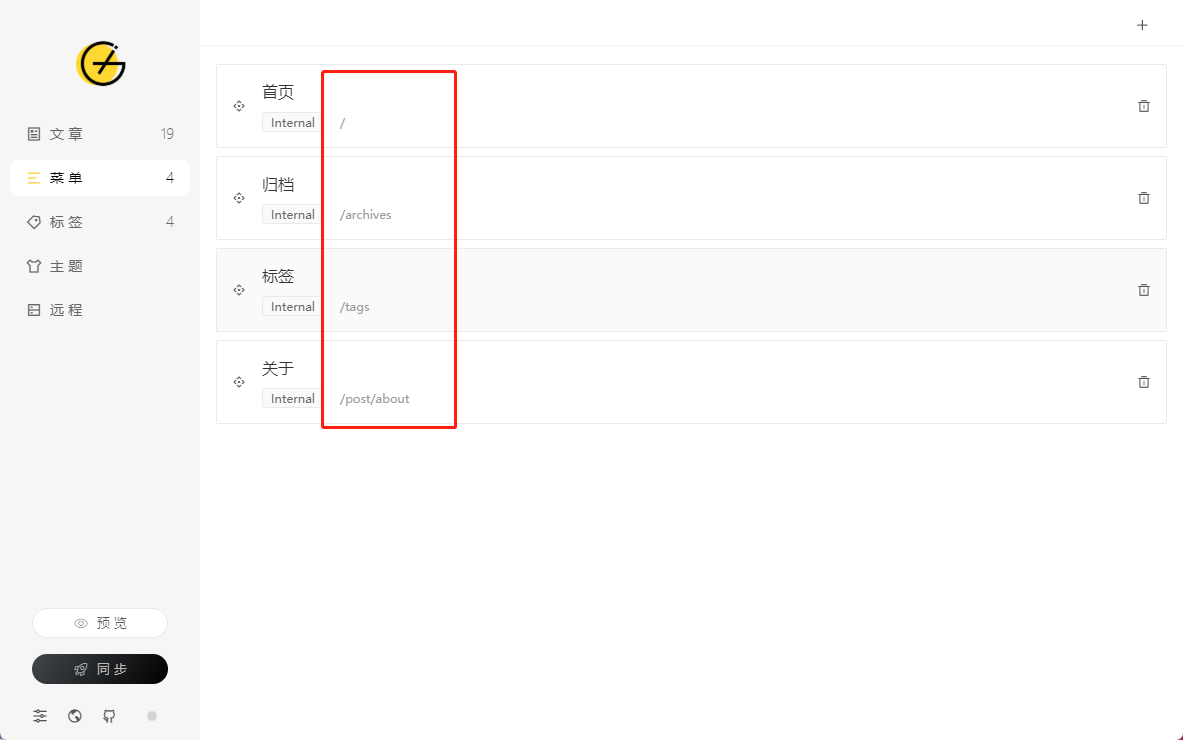 文章 19
菜单 4
标签 4
主题
远程
预览
同步
首页
Internal /
归档
Internal /archives
标签
Internal /tags
关于
Internal /post/about